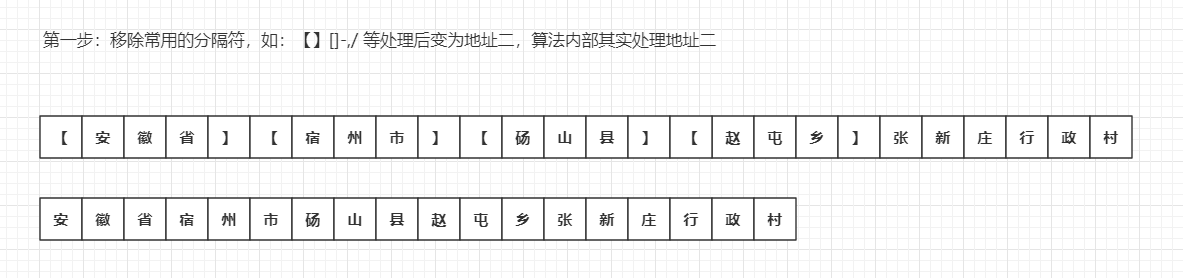 第一步：移除常用的分隔符，如：【】[]-,/ 等处理后变为地址二，算法内部其实处理地址二
【安徽省】【宿州市】【砀山县】【赵屯乡】张新庄行政村
安徽省宿州市砀山县赵屯乡张新庄行政村